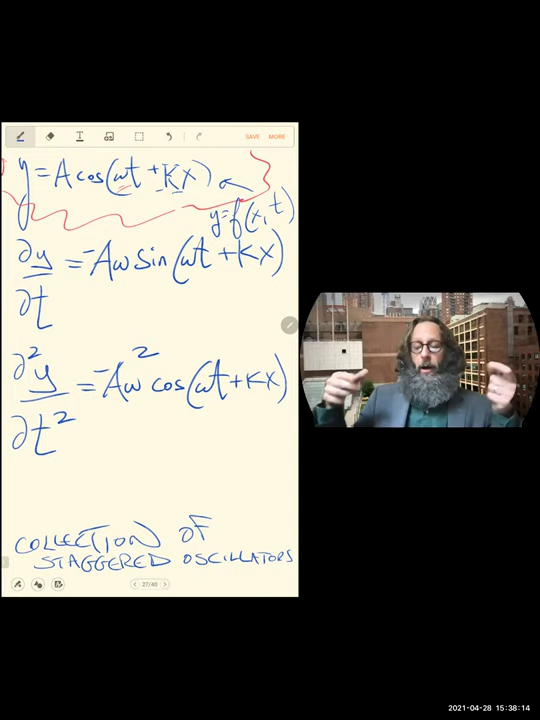 SAVE MORE
y = A cos(ωt + Kx)
y = f(x, t)
∂y/∂t = -Aω sin(ωt + Kx)
∂²y/∂t² = -Aω² cos(ωt + Kx)
COLLECTION OF
STAGGERED OSCILLATORS
27/40
2021-04-28 15:38:14